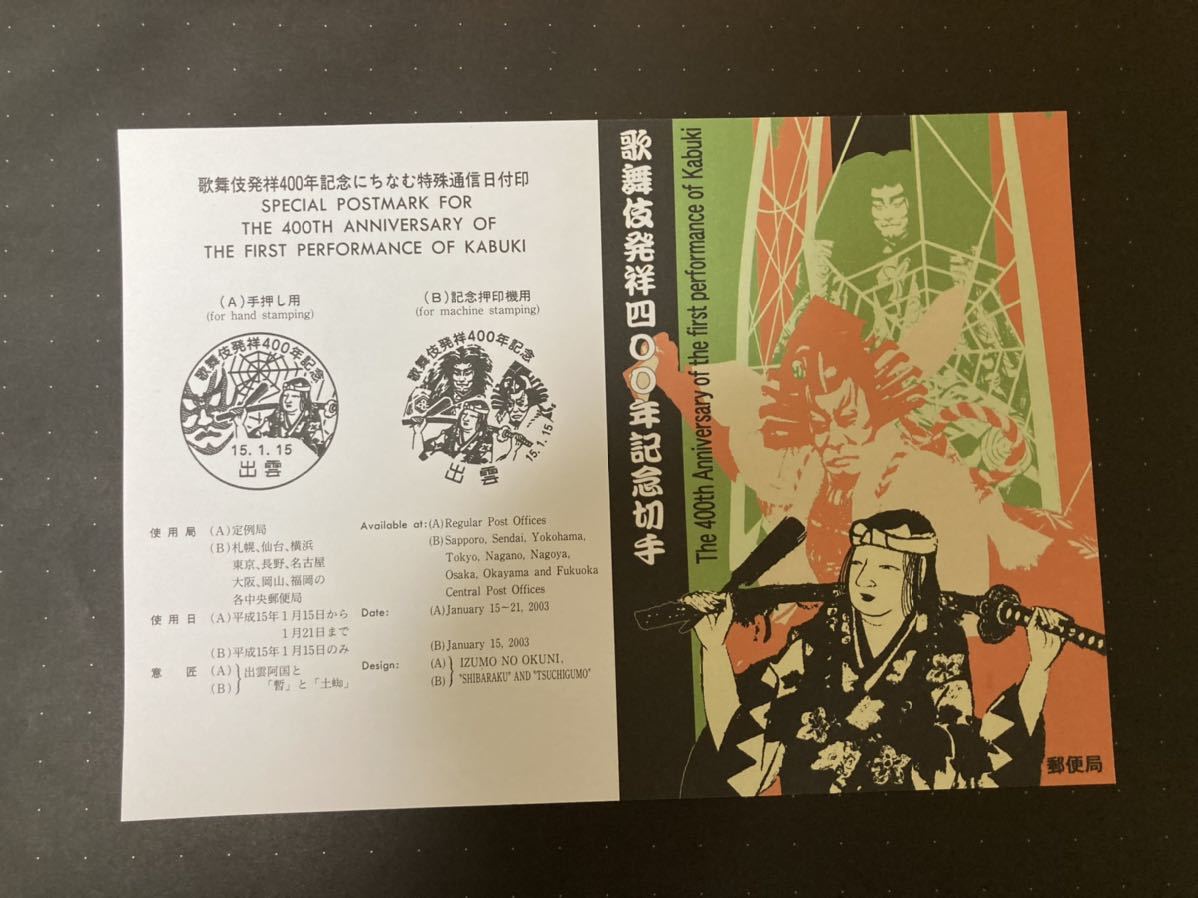 歌舞伎発祥400年記念にちなむ特殊通信日付印
SPECIAL POSTMARK FOR
THE 400TH ANNIVERSARY OF
THE FIRST PERFORMANCE OF KABUKI
(A)手押し用
(for hand stamping)
(B)記念押印機用
(for machine stamping)
歌舞伎発祥400年記念
15.1.15
出雲
歌舞伎発祥400年記念
15.1.15
出雲
使用局 (A)定例局
(B)札幌、仙台、横浜
東京、長野、名古屋
大阪、岡山、福岡の
各中央郵便局
使用日 (A)平成15年1月15日から
1月21日まで
(B)平成15年1月15日のみ
意匠 (A)
(B) 出雲阿国と
「暫」と「土蜘」
Available at: (A) Regular Post Offices
(B) Sapporo, Sendai, Yokohama,
Tokyo, Nagano, Nagoya,
Osaka, Okayama and Fukuoka
Central Post Offices
Date: (A) January 15~21, 2003
(B) January 15, 2003
Design: (A)
(B) IZUMO NO OKUNI,
"SHIBARAKU" AND "TSUCHIGUMO"
歌舞伎発祥四〇〇年記念切手
The 400th Anniversary of the first performance of Kabuki
郵便局